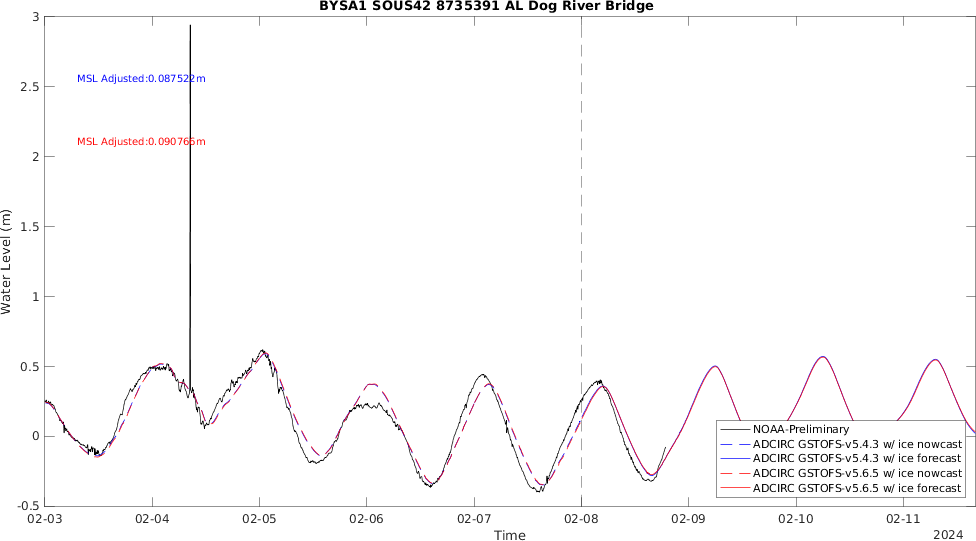 BYSA1 SOUS42 8735391 AL Dog River Bridge
3
2.5
2
1.5
1
0.5
0
-0.5
Water Level (m)
MSL Adjusted:0.087522m
MSL Adjusted:0.090766m
NOAA-Preliminary
ADCIRC GSTOFS-v5.4.3 w/ ice nowcast
ADCIRC GSTOFS-v5.4.3 w/ ice forecast
ADCIRC GSTOFS-v5.6.5 w/ ice nowcast
ADCIRC GSTOFS-v5.6.5 w/ ice forecast
02-03 02-04 02-05 02-06 02-07 02-08 02-09 02-10 02-11
Time
2024